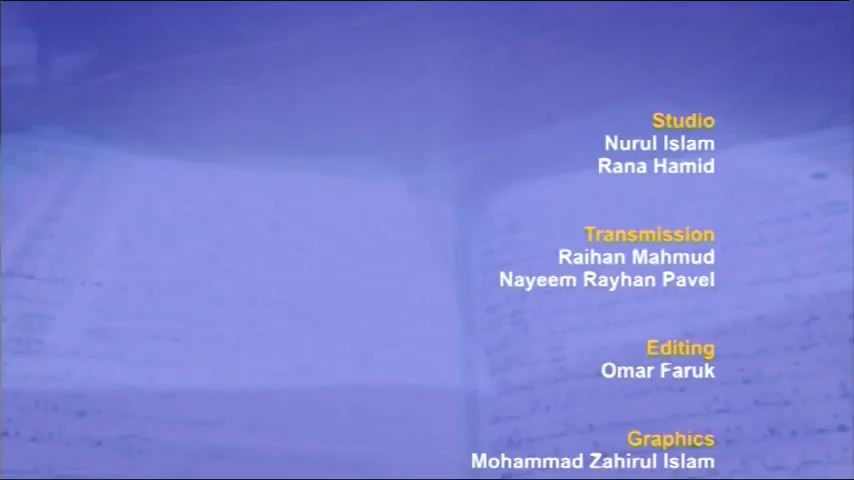 Studio
Nurul Islam
Rana Hamid
Transmission
Raihan Mahmud
Nayeem Rayhan Pavel
Editing
Omar Faruk
Graphics
Mohammad Zahirul Islam